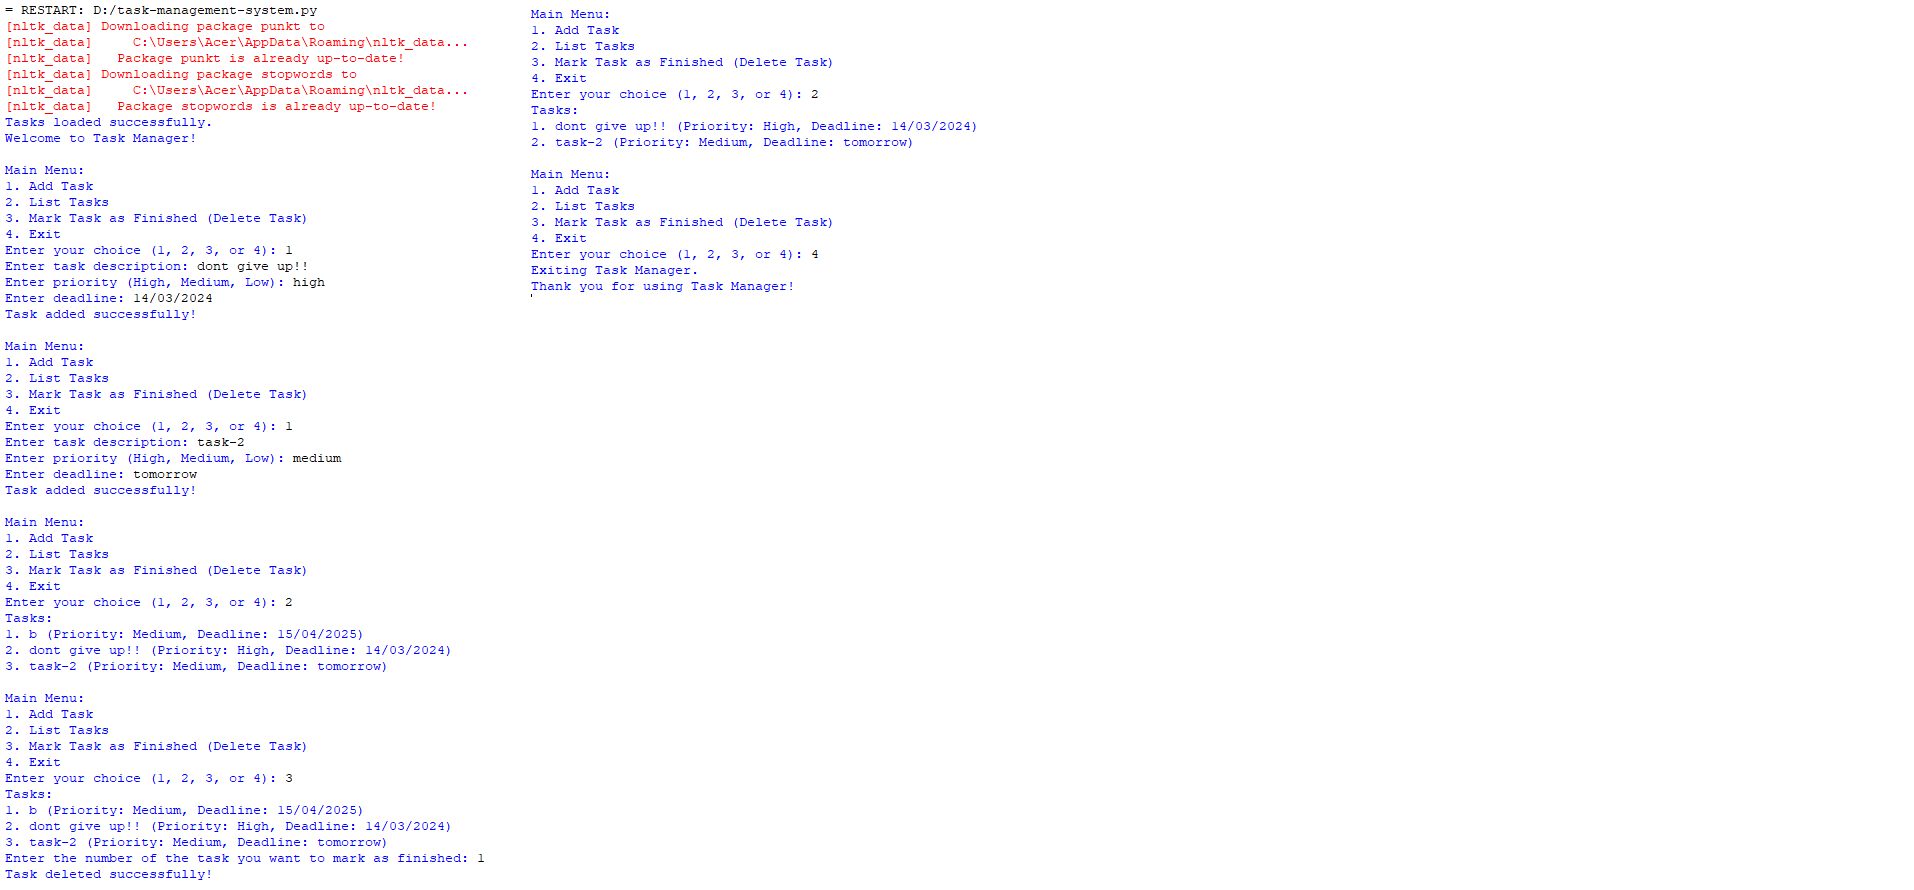 = RESTART: D:/task-management-system.py
[nltk_data] Downloading package punkt to
[nltk_data]     C:\Users\Acer\AppData\Roaming\nltk_data...
[nltk_data]   Package punkt is already up-to-date!
[nltk_data] Downloading package stopwords to
[nltk_data]     C:\Users\Acer\AppData\Roaming\nltk_data...
[nltk_data]   Package stopwords is already up-to-date!
Tasks loaded successfully.
Welcome to Task Manager!

Main Menu:
1. Add Task
2. List Tasks
3. Mark Task as Finished (Delete Task)
4. Exit
Enter your choice (1, 2, 3, or 4): 1
Enter task description: dont give up!!
Enter priority (High, Medium, Low): high
Enter deadline: 14/03/2024
Task added successfully!

Main Menu:
1. Add Task
2. List Tasks
3. Mark Task as Finished (Delete Task)
4. Exit
Enter your choice (1, 2, 3, or 4): 1
Enter task description: task-2
Enter priority (High, Medium, Low): medium
Enter deadline: tomorrow
Task added successfully!

Main Menu:
1. Add Task
2. List Tasks
3. Mark Task as Finished (Delete Task)
4. Exit
Enter your choice (1, 2, 3, or 4): 2
Tasks:
1. b (Priority: Medium, Deadline: 15/04/2025)
2. dont give up!! (Priority: High, Deadline: 14/03/2024)
3. task-2 (Priority: Medium, Deadline: tomorrow)

Main Menu:
1. Add Task
2. List Tasks
3. Mark Task as Finished (Delete Task)
4. Exit
Enter your choice (1, 2, 3, or 4): 3
Tasks:
1. b (Priority: Medium, Deadline: 15/04/2025)
2. dont give up!! (Priority: High, Deadline: 14/03/2024)
3. task-2 (Priority: Medium, Deadline: tomorrow)
Enter the number of the task you want to mark as finished: 1
Task deleted successfully!

Main Menu:
1. Add Task
2. List Tasks
3. Mark Task as Finished (Delete Task)
4. Exit
Enter your choice (1, 2, 3, or 4): 2
Tasks:
1. dont give up!! (Priority: High, Deadline: 14/03/2024)
2. task-2 (Priority: Medium, Deadline: tomorrow)

Main Menu:
1. Add Task
2. List Tasks
3. Mark Task as Finished (Delete Task)
4. Exit
Enter your choice (1, 2, 3, or 4): 4
Exiting Task Manager.
Thank you for using Task Manager!